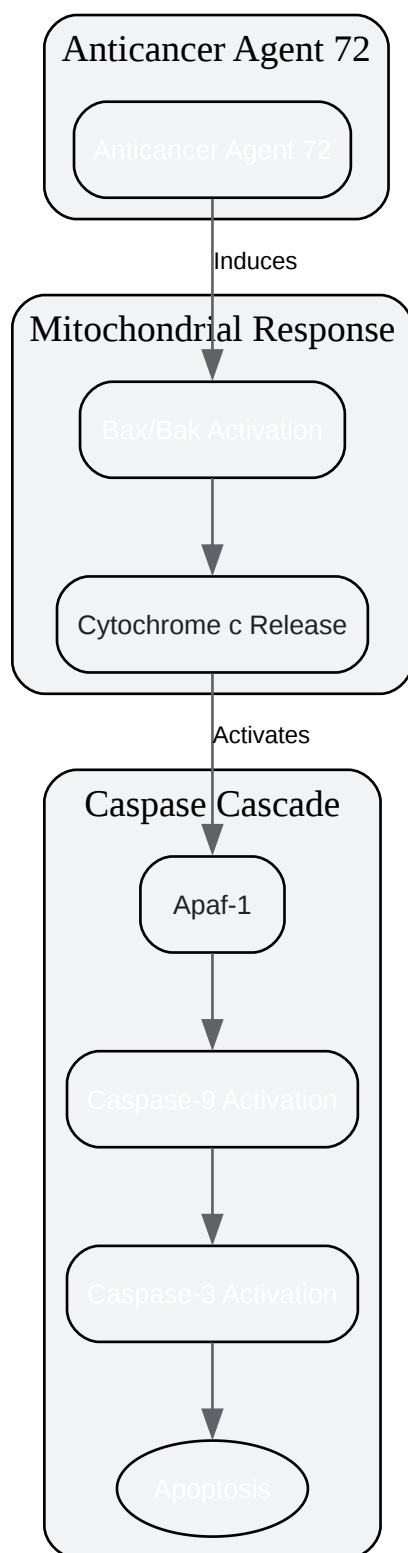 Anticancer Agent 72
Anticancer Agent 72
Induces
Mitochondrial Response
Bax/Bak Activation
Cytochrome c Release
Activates
Caspase Cascade
Apaf-1
Caspase-9 Activation
Caspase-3 Activation
Apoptosis